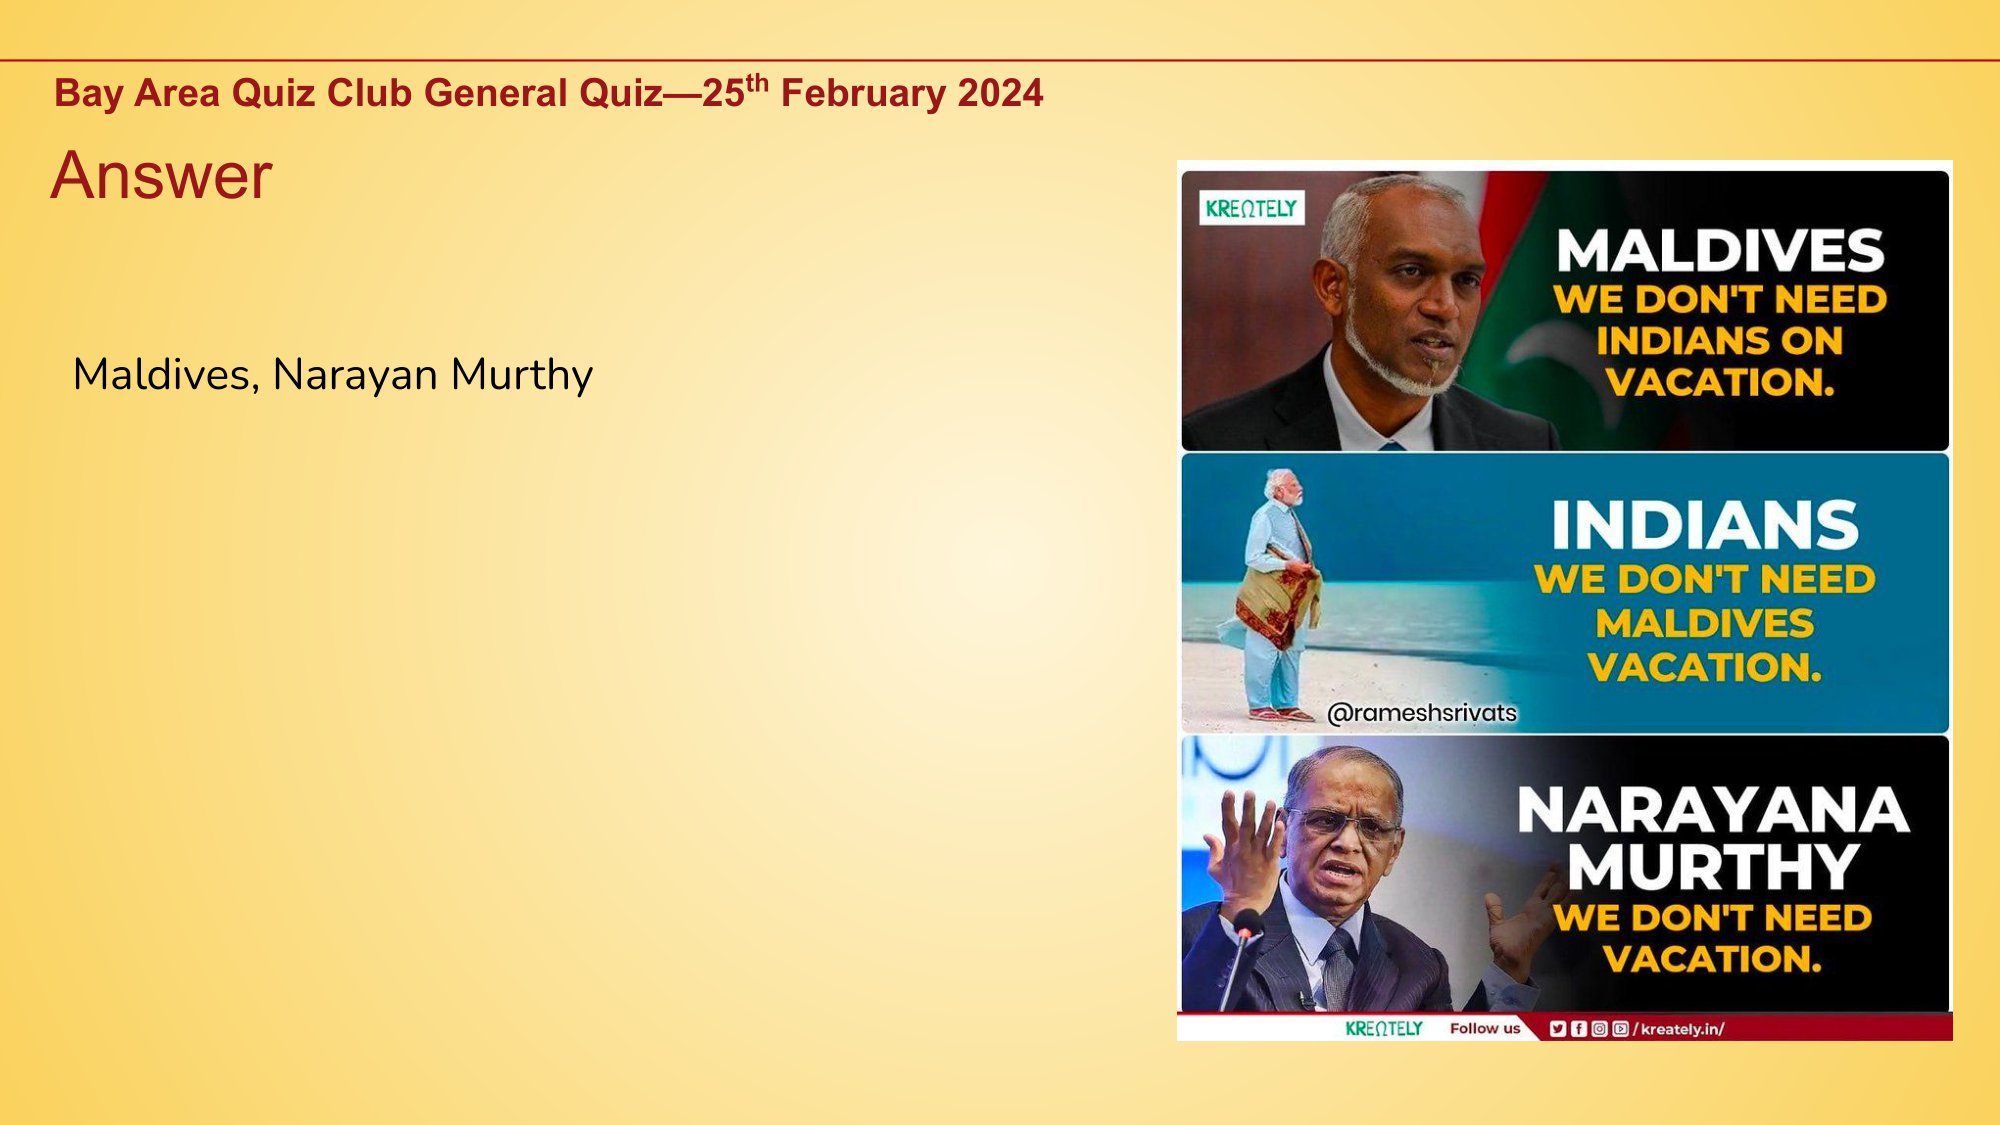 Bay Area Quiz Club General Quiz—25th February 2024
Answer
Maldives, Narayan Murthy
KREΩTELY
MALDIVES
WE DON'T NEED
INDIANS ON
VACATION.
INDIANS
WE DON'T NEED
MALDIVES
VACATION.
@rameshsrivats
NARAYANA
MURTHY
WE DON'T NEED
VACATION.
KREΩTELY Follow us /kreately.in/